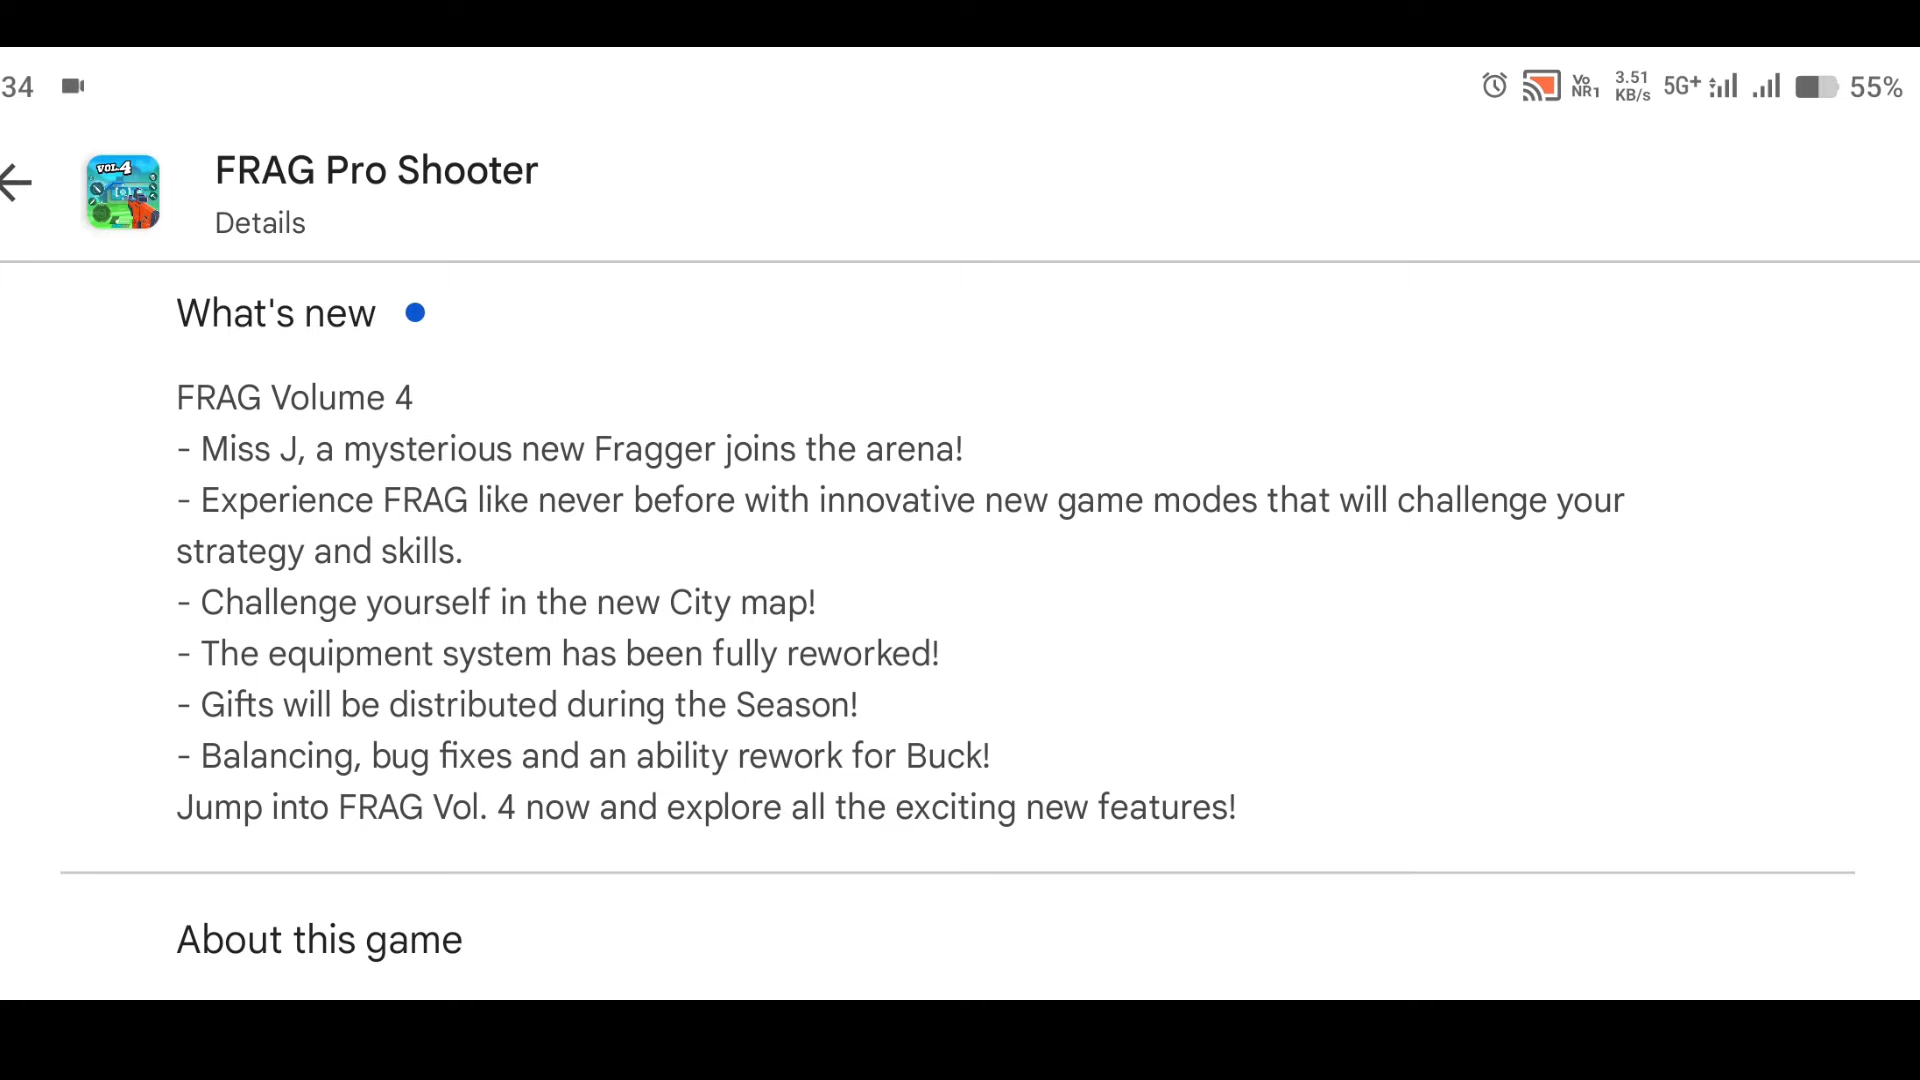 34
Vo
NR1
3.51
KB/s
5G+
55%
VOL.4
FRAG Pro Shooter
Details
What's new
FRAG Volume 4
- Miss J, a mysterious new Fragger joins the arena!
- Experience FRAG like never before with innovative new game modes that will challenge your
strategy and skills.
- Challenge yourself in the new City map!
- The equipment system has been fully reworked!
- Gifts will be distributed during the Season!
- Balancing, bug fixes and an ability rework for Buck!
Jump into FRAG Vol. 4 now and explore all the exciting new features!
About this game